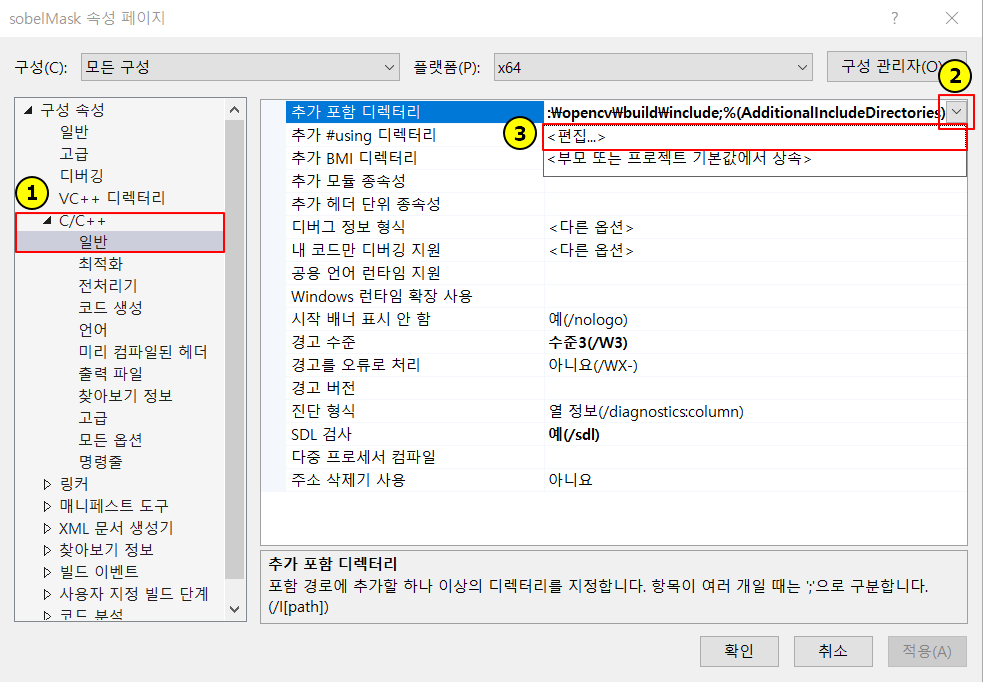 sobelMask 속성 페이지
? ×
구성(C): 모든 구성 플랫폼(P): x64 구성 관리자(O)
2
구성 속성
일반
고급
디버깅
VC++ 디렉터리
1
C/C++
일반
최적화
전처리기
코드 생성
언어
미리 컴파일된 헤더
출력 파일
찾아보기 정보
고급
모든 옵션
명령줄
링커
매니페스트 도구
XML 문서 생성기
찾아보기 정보
빌드 이벤트
사용자 지정 빌드 단계
코드 분석
추가 포함 디렉터리 :₩opencv₩build₩include;%(AdditionalIncludeDirectories)
추가 #using 디렉터리
3 <편집...>
추가 BMI 디렉터리 <부모 또는 프로젝트 기본값에서 상속>
추가 모듈 종속성
추가 헤더 단위 종속성
디버그 정보 형식 <다른 옵션>
내 코드만 디버깅 지원 <다른 옵션>
공용 언어 런타임 지원
Windows 런타임 확장 사용
시작 배너 표시 안 함 예(/nologo)
경고 수준 수준3(/W3)
경고를 오류로 처리 아니요(/WX-)
경고 버전
진단 형식 열 정보(/diagnostics:column)
SDL 검사 예(/sdl)
다중 프로세서 컴파일
주소 삭제기 사용 아니요
추가 포함 디렉터리
포함 경로에 추가할 하나 이상의 디렉터리를 지정합니다. 항목이 여러 개일 때는 ';'으로 구분합니다.
(/I[path])
확인 취소 적용(A)